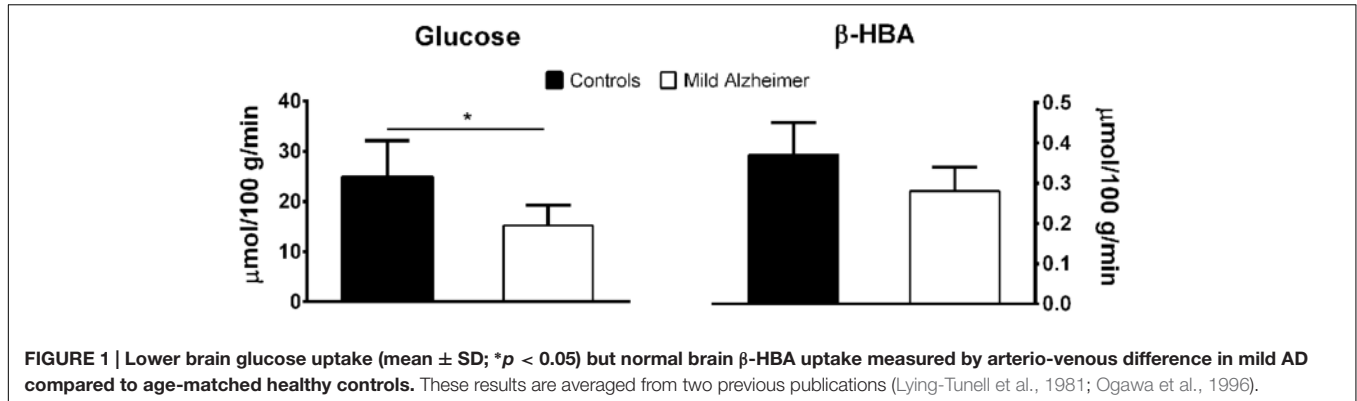 Glucose
β-HBA
Controls Mild Alzheimer
μmol/100 g/min
40
30
20
10
0
*
0.5
0.4
0.3
0.2
0.1
0.0
μmol/100 g/min
FIGURE 1 | Lower brain glucose uptake (mean ± SD; *p < 0.05) but normal brain β-HBA uptake measured by arterio-venous difference in mild AD
compared to age-matched healthy controls. These results are averaged from two previous publications (Lying-Tunell et al., 1981; Ogawa et al., 1996).